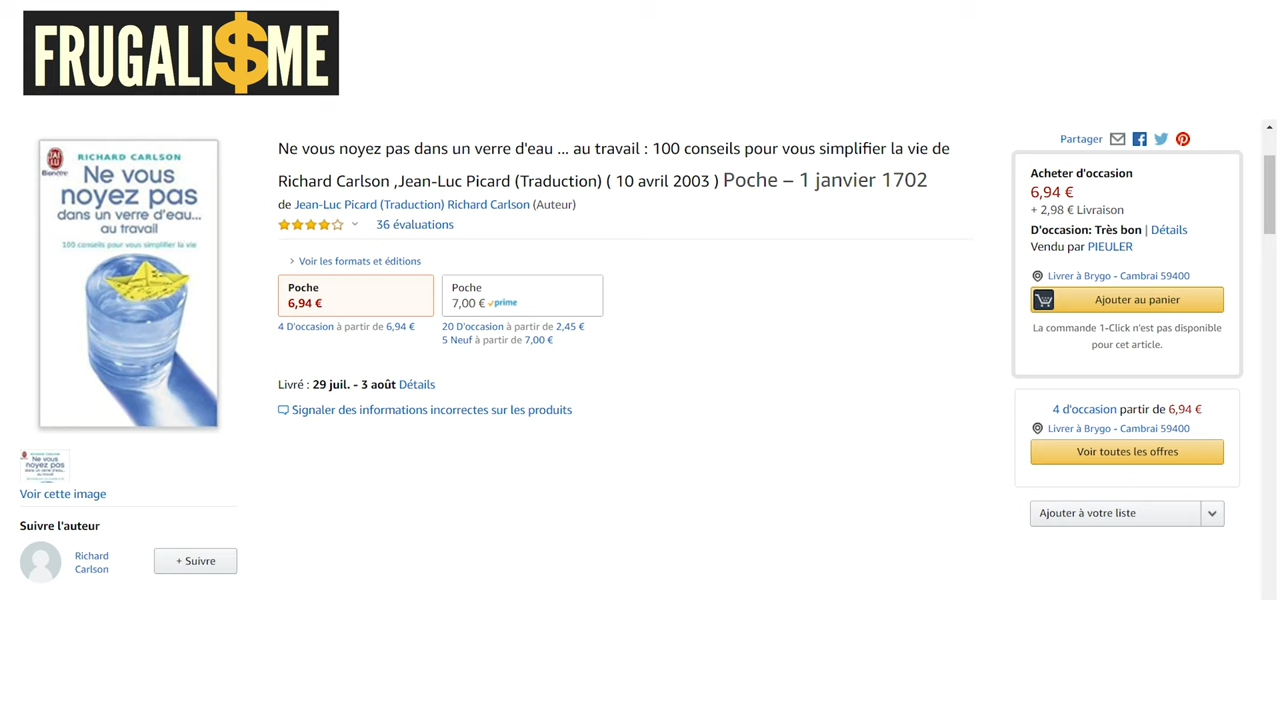 FRUGALI$ME
RICHARD CARLSON
J'AI LU
Bien-être
Ne vous
noyez pas
dans un verre d'eau...
au travail
100 conseils pour vous simplifier la vie
Ne vous noyez pas dans un verre d'eau ... au travail : 100 conseils pour vous simplifier la vie de
Richard Carlson ,Jean-Luc Picard (Traduction) ( 10 avril 2003 ) Poche – 1 janvier 1702
de Jean-Luc Picard (Traduction) Richard Carlson (Auteur)
36 évaluations
Voir les formats et éditions
Poche
6,94 €
Poche
7,00 € prime
4 D'occasion à partir de 6,94 €
20 D'occasion à partir de 2,45 €
5 Neuf à partir de 7,00 €
Livré : 29 juil. - 3 août Détails
Signaler des informations incorrectes sur les produits
Ne vous
noyez pas
Voir cette image
Suivre l'auteur
Richard
Carlson
+ Suivre
Partager
Acheter d'occasion
6,94 €
+ 2,98 € Livraison
D'occasion: Très bon | Détails
Vendu par PIEULER
Livrer à Brygo - Cambrai 59400
Ajouter au panier
La commande 1-Click n'est pas disponible
pour cet article.
4 d'occasion partir de 6,94 €
Livrer à Brygo - Cambrai 59400
Voir toutes les offres
Ajouter à votre liste